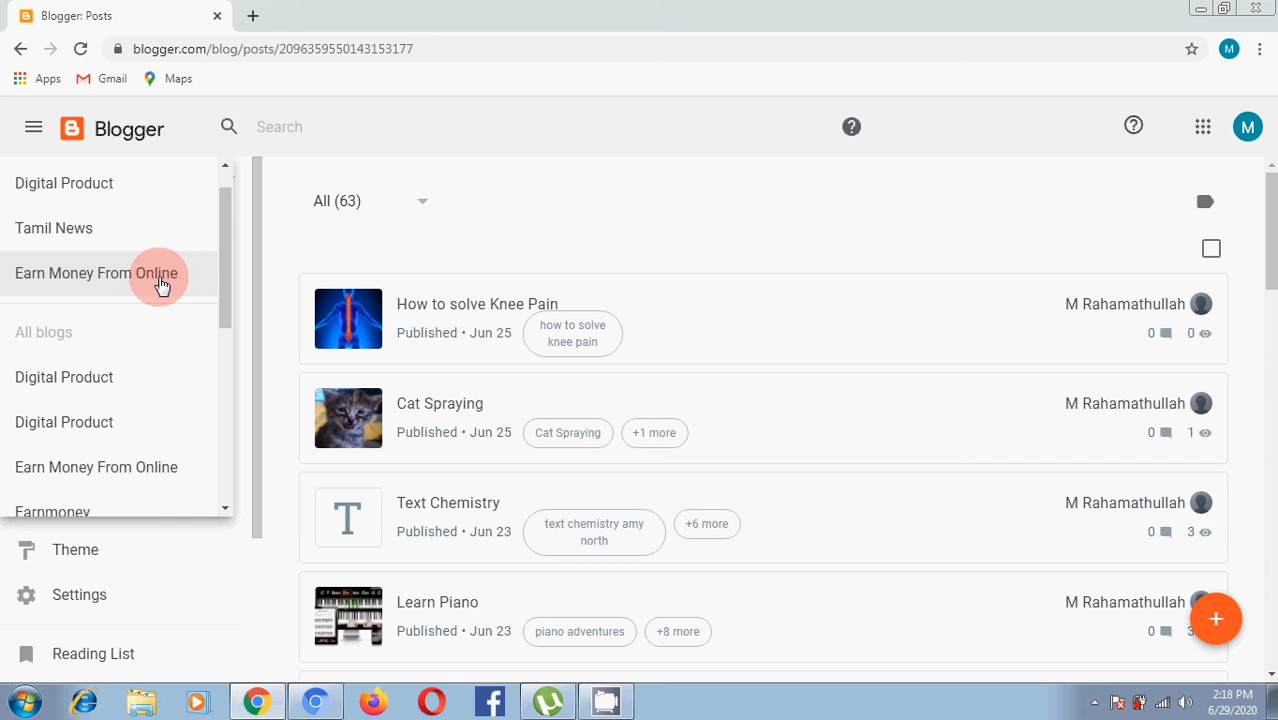 Blogger: Posts
blogger.com/blog/posts/2096359550143153177
M
Apps
Gmail
Maps
Blogger
Search
M
Digital Product
Tamil News
Earn Money From Online
All blogs
Digital Product
Digital Product
Earn Money From Online
Earnmoney
Theme
Settings
Reading List
All (63)
How to solve Knee Pain
M Rahamathullah
Published • Jun 25
how to solve
knee pain
0
0
Cat Spraying
M Rahamathullah
Published • Jun 25
Cat Spraying
+1 more
0
1
T
Text Chemistry
M Rahamathullah
Published • Jun 23
text chemistry amy
north
+6 more
0
3
Learn Piano
M Rahamathullah
Published • Jun 23
piano adventures
+8 more
0
2:18 PM
6/29/2020